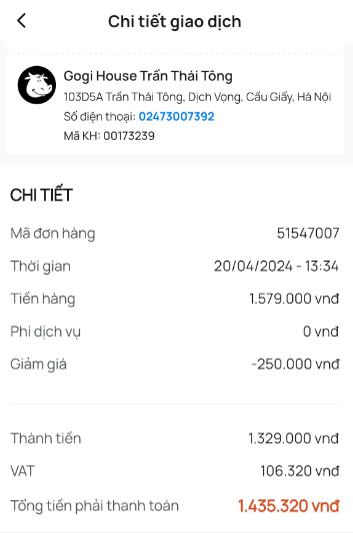 Chi tiết giao dịch
Gogi House Trần Thái Tông
103D5A Trần Thái Tông, Dịch Vọng, Cầu Giấy, Hà Nội
Số điện thoại: 02473007392
Mã KH: 00173239
CHI TIẾT
Mã đơn hàng 51547007
Thời gian 20/04/2024 - 13:34
Tiền hàng 1.579.000 vnđ
Phí dịch vụ 0 vnđ
Giảm giá -250.000 vnđ
Thành tiền 1.329.000 vnđ
VAT 106.320 vnđ
Tổng tiền phải thanh toán 1.435.320 vnđ